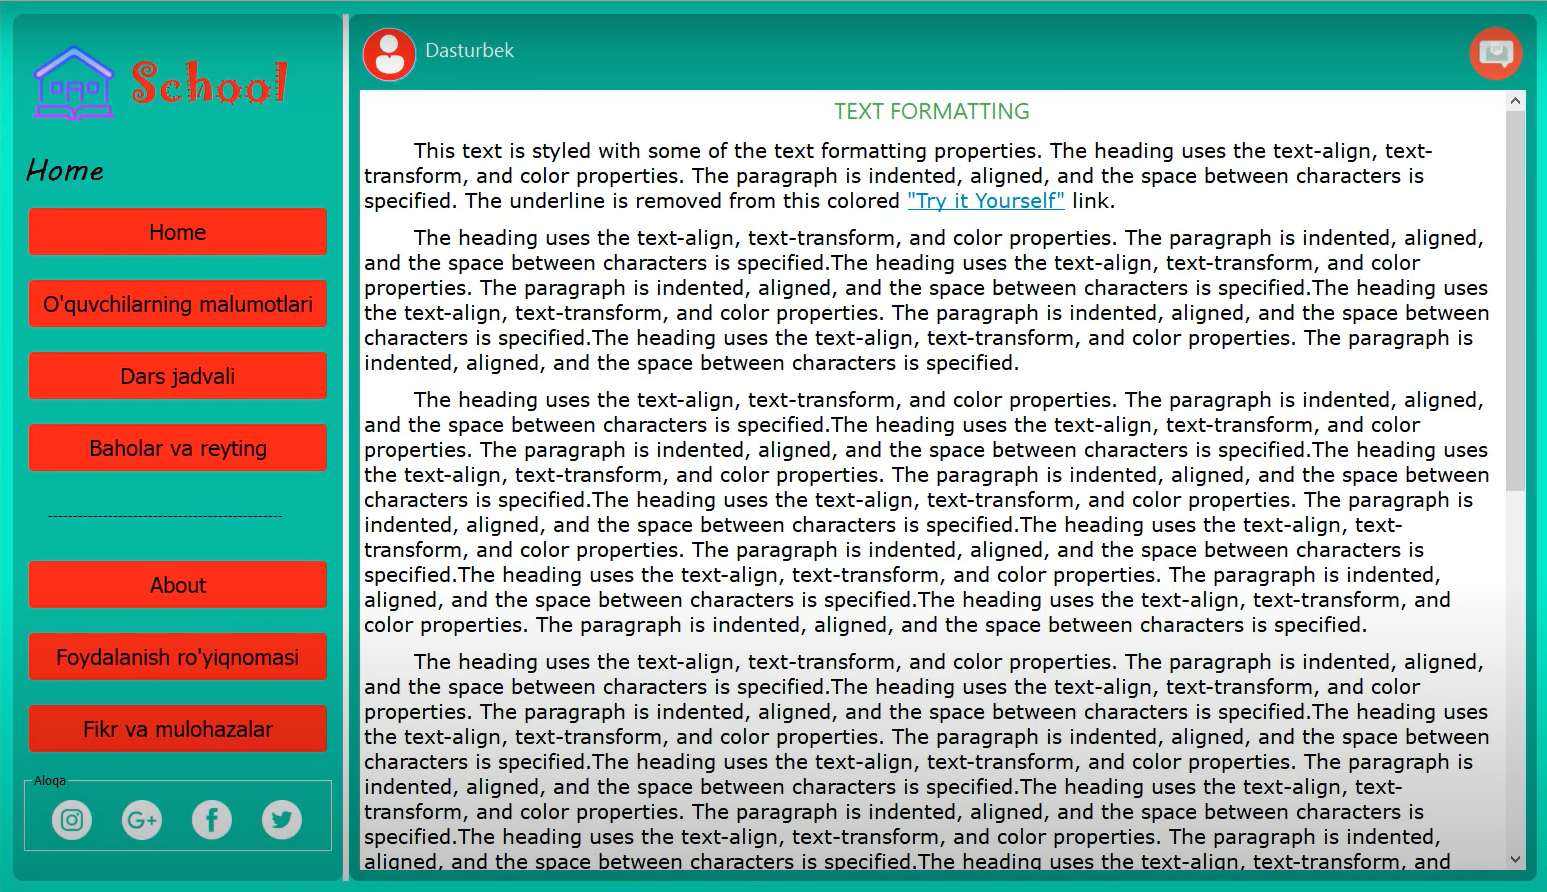 School
Home
Home
O'quvchilarning malumotlari
Dars jadvali
Baholar va reyting
-----------------------------------------------
About
Foydalanish ro'yiqnomasi
Fikr va mulohazalar
Aloqa
G+
Dasturbek
TEXT FORMATTING
This text is styled with some of the text formatting properties. The heading uses the text-align, text-
transform, and color properties. The paragraph is indented, aligned, and the space between characters is
specified. The underline is removed from this colored "Try it Yourself" link.
The heading uses the text-align, text-transform, and color properties. The paragraph is indented, aligned,
and the space between characters is specified.The heading uses the text-align, text-transform, and color
properties. The paragraph is indented, aligned, and the space between characters is specified.The heading uses
the text-align, text-transform, and color properties. The paragraph is indented, aligned, and the space between
characters is specified.The heading uses the text-align, text-transform, and color properties. The paragraph is
indented, aligned, and the space between characters is specified.
The heading uses the text-align, text-transform, and color properties. The paragraph is indented, aligned,
and the space between characters is specified.The heading uses the text-align, text-transform, and color
properties. The paragraph is indented, aligned, and the space between characters is specified.The heading uses
the text-align, text-transform, and color properties. The paragraph is indented, aligned, and the space between
characters is specified.The heading uses the text-align, text-transform, and color properties. The paragraph is
indented, aligned, and the space between characters is specified.The heading uses the text-align, text-
transform, and color properties. The paragraph is indented, aligned, and the space between characters is
specified.The heading uses the text-align, text-transform, and color properties. The paragraph is indented,
aligned, and the space between characters is specified.The heading uses the text-align, text-transform, and
color properties. The paragraph is indented, aligned, and the space between characters is specified.
The heading uses the text-align, text-transform, and color properties. The paragraph is indented, aligned,
and the space between characters is specified.The heading uses the text-align, text-transform, and color
properties. The paragraph is indented, aligned, and the space between characters is specified.The heading uses
the text-align, text-transform, and color properties. The paragraph is indented, aligned, and the space between
characters is specified.The heading uses the text-align, text-transform, and color properties. The paragraph is
indented, aligned, and the space between characters is specified.The heading uses the text-align, text-
transform, and color properties. The paragraph is indented, aligned, and the space between characters is
specified.The heading uses the text-align, text-transform, and color properties. The paragraph is indented,
aligned, and the space between characters is specified.The heading uses the text-align, text-transform, and